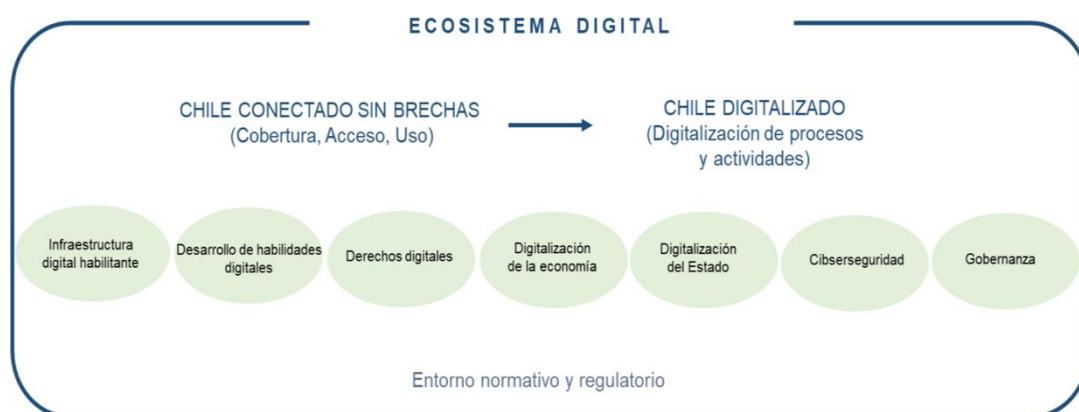 ECOSISTEMA DIGITAL
CHILE CONECTADO SIN BRECHAS
(Cobertura, Acceso, Uso)
CHILE DIGITALIZADO
(Digitalización de procesos
y actividades)
Infraestructura
digital habilitante
Desarrollo de habilidades
digitales
Derechos digitales
Digitalización
de la economía
Digitalización
del Estado
Cibserseguridad
Gobernanza
Entorno normativo y regulatorio